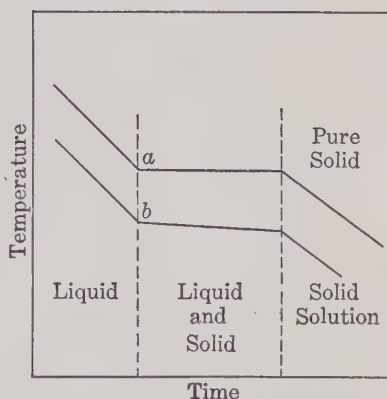 a
Pure
Solid
b
Temperature
Liquid
Liquid
and
Solid
Solid
Solution
Time